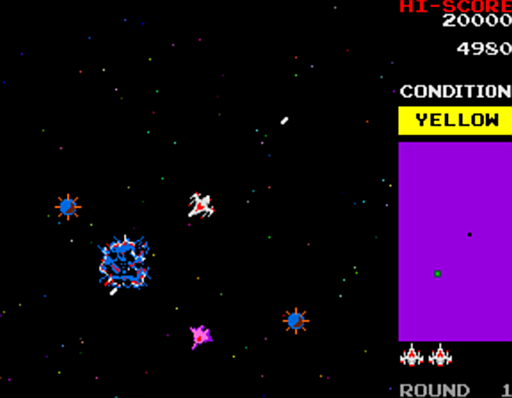 HI-SCORE
20000
4980
CONDITION
YELLOW
ROUND 1